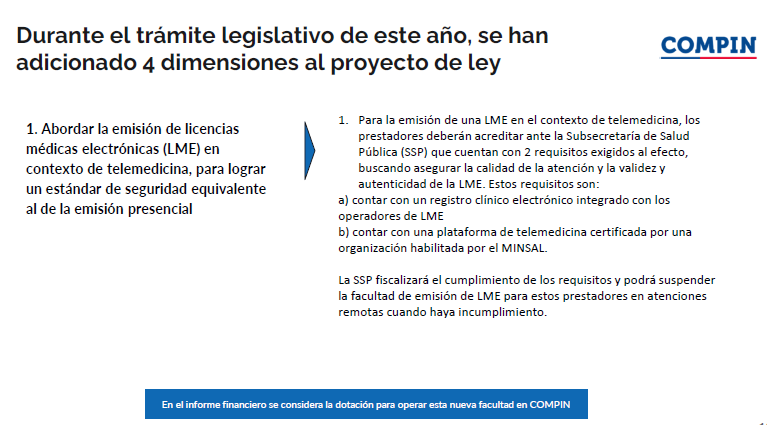 Durante el trámite legislativo de este año, se han
adicionado 4 dimensiones al proyecto de ley
COMPIN
1. Abordar la emisión de licencias
médicas electrónicas (LME) en
contexto de telemedicina, para lograr
un estándar de seguridad equivalente
al de la emisión presencial
1. Para la emisión de una LME en el contexto de telemedicina, los
prestadores deberán acreditar ante la Subsecretaría de Salud
Pública (SSP) que cuentan con 2 requisitos exigidos al efecto,
buscando asegurar la calidad de la atención y la validez y
autenticidad de la LME. Estos requisitos son:
a) contar con un registro clínico electrónico integrado con los
operadores de LME
b) contar con una plataforma de telemedicina certificada por una
organización habilitada por el MINSAL.
La SSP fiscalizará el cumplimiento de los requisitos y podrá suspender
la facultad de emisión de LME para estos prestadores en atenciones
remotas cuando haya incumplimiento.
En el informe financiero se considera la dotación para operar esta nueva facultad en COMPIN